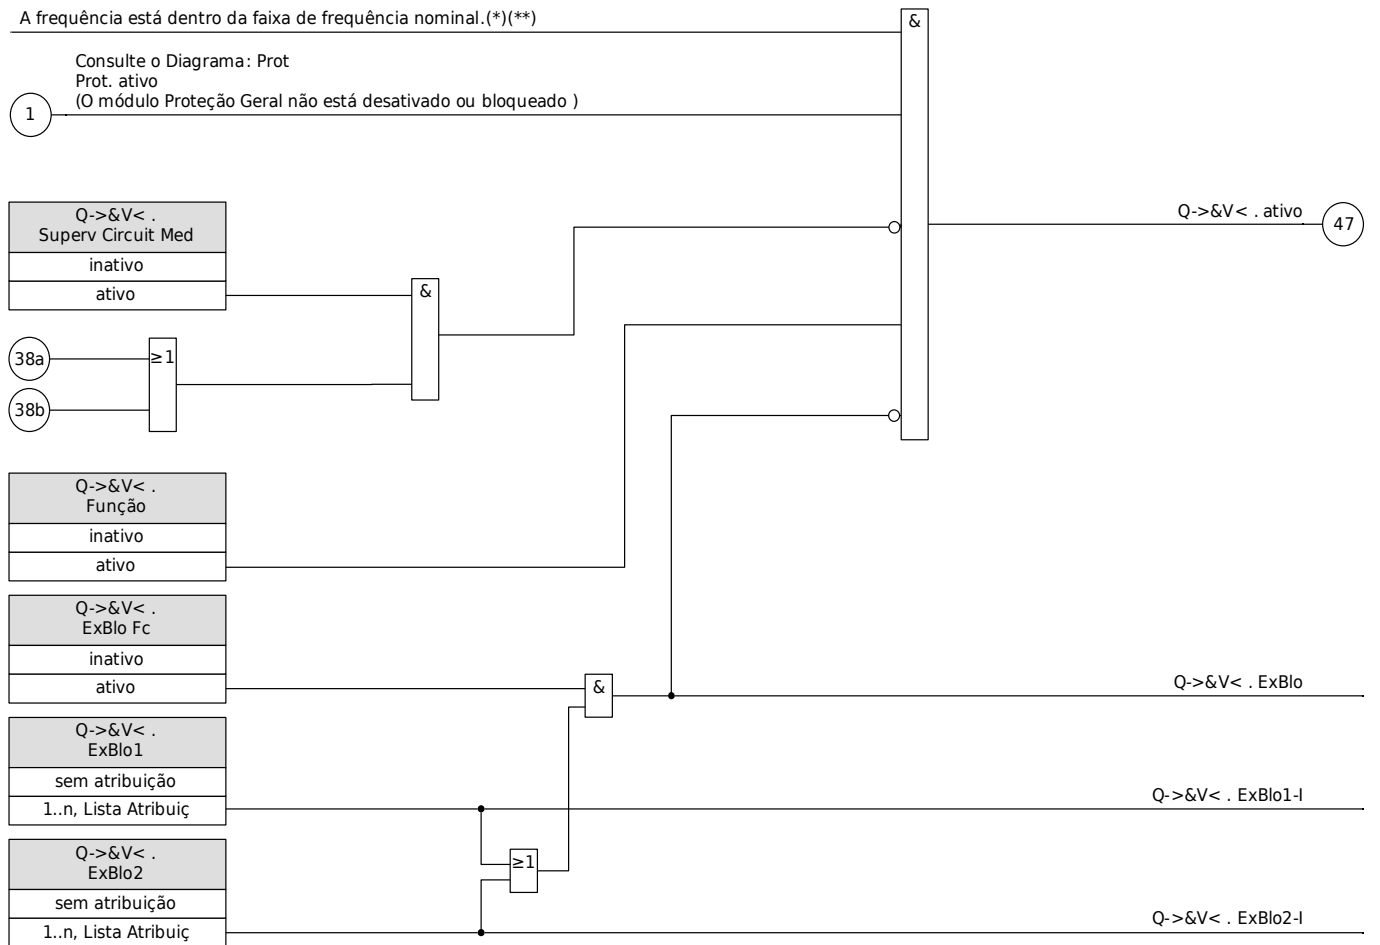 A frequência está dentro da faixa de frequência nominal.(*)(**)
&
Consulte o Diagrama: Prot
Prot. ativo
(O módulo Proteção Geral não está desativado ou bloqueado )
1
Q->&V< .
Superv Circuit Med
inativo
ativo
Q->&V< . ativo
47
&
38a
≥1
38b
Q->&V< .
Função
inativo
ativo
Q->&V< .
ExBlo Fc
inativo
ativo
&
Q->&V< . ExBlo
Q->&V< .
ExBlo1
sem atribuição
1..n, Lista Atribuiç
Q->&V< . ExBlo1-I
Q->&V< .
ExBlo2
sem atribuição
1..n, Lista Atribuiç
≥1
Q->&V< . ExBlo2-I